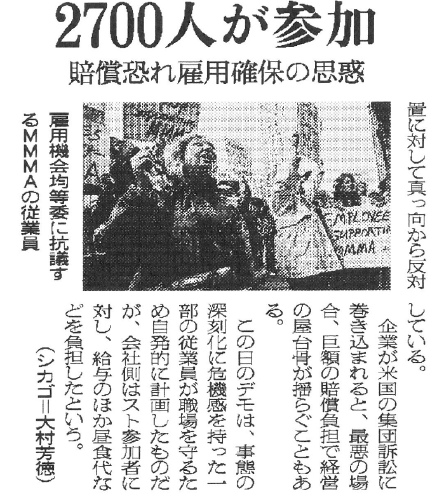 2700人が参加
賠償恐れ雇用確保の思惑
置に対して真っ向から反対
している。
企業が米国の集団訴訟に
巻き込まれると、最悪の場
合、巨額の賠償負担で経営
の屋台骨が揺らぐこともあ
る。
この日のデモは、事態の
深刻化に危機感を持った一
部の従業員が職場を守るた
め自発的に計画したものだ
が、会社側はスト参加者に
対し、給与のほか昼食代な
どを負担したという。
(シカゴ=大村芳徳)
雇用機会均等委に抗議す
るMMMAの従業員
EMPLOYEE
SUPPORTIN
MMMA